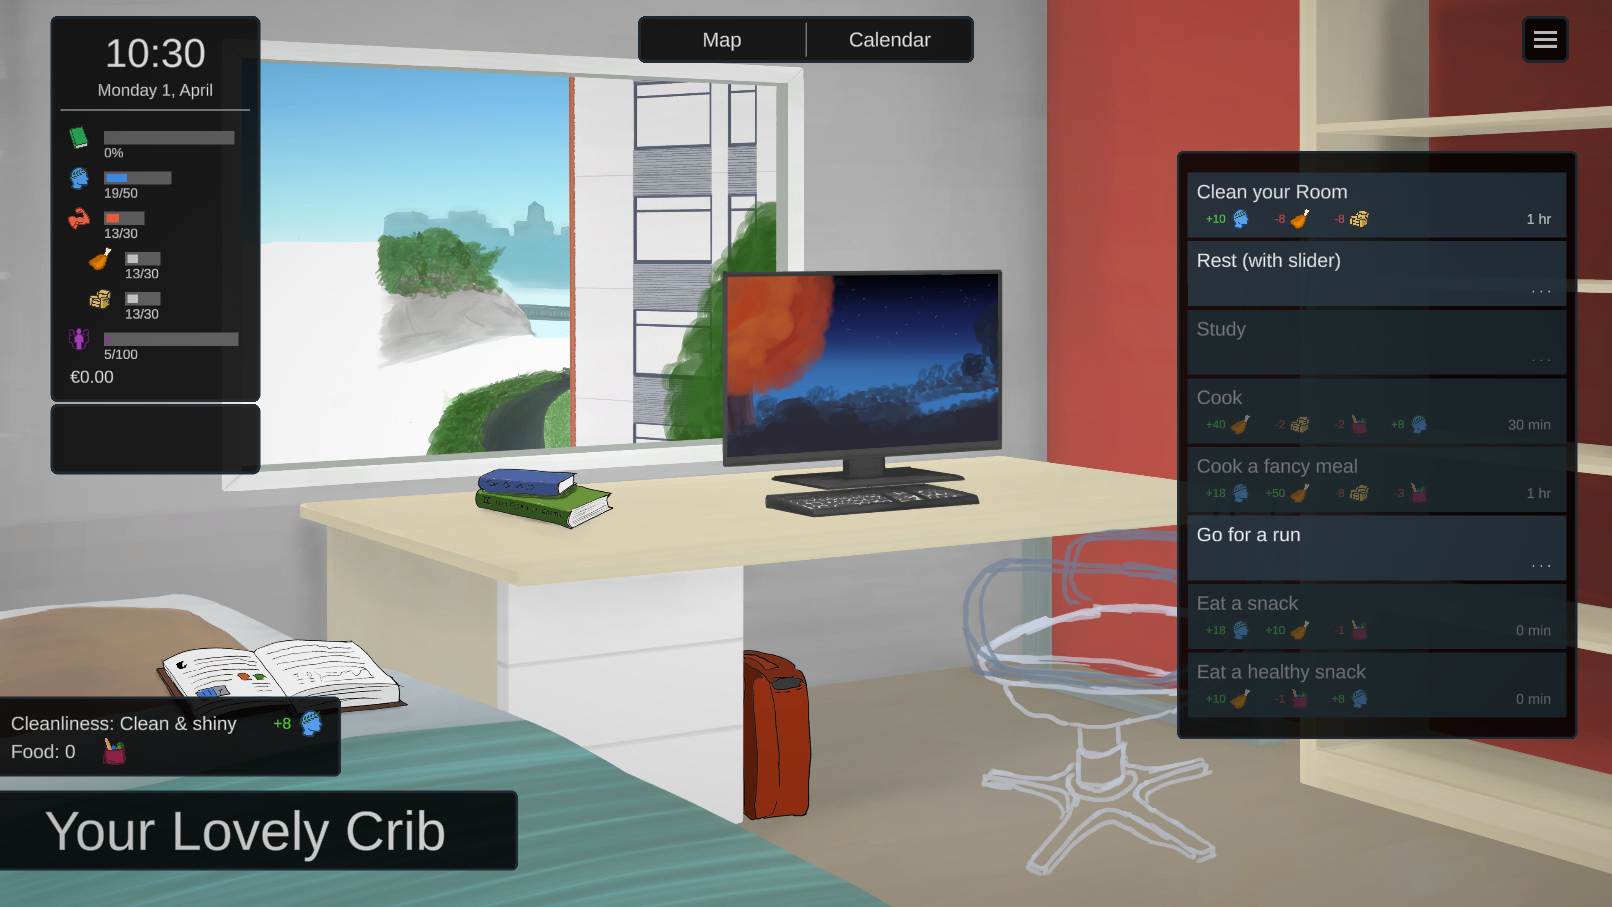 10:30
Monday 1, April
0%
19/50
13/30
13/30
13/30
5/100
€0.00
Map
Calendar
Clean your Room
+10 -8 -8 1 hr
Rest (with slider)
...
Study
...
Cook
+40 -2 -2 +8 30 min
Cook a fancy meal
+18 +50 -8 -3 1 hr
Go for a run
...
Eat a snack
+18 +10 -1 0 min
Eat a healthy snack
+10 -1 +8 0 min
Cleanliness: Clean & shiny +8
Food: 0
Your Lovely Crib